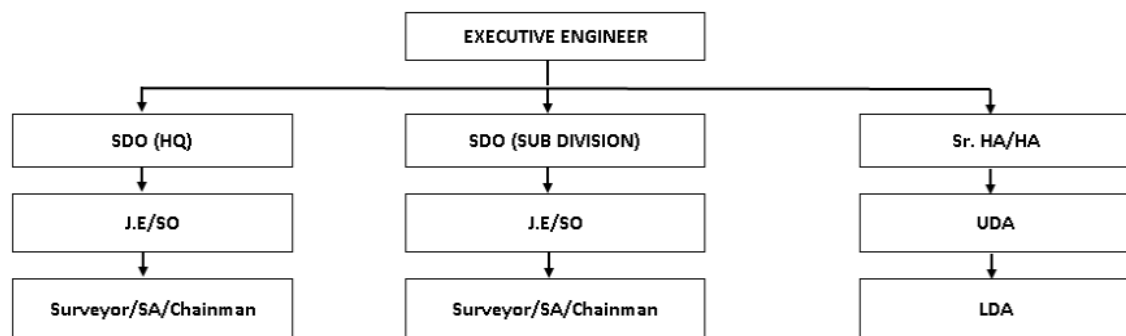 EXECUTIVE ENGINEER
SDO (HQ)
SDO (SUB DIVISION)
Sr. HA/HA
J.E/SO
J.E/SO
UDA
Surveyor/SA/Chainman
Surveyor/SA/Chainman
LDA